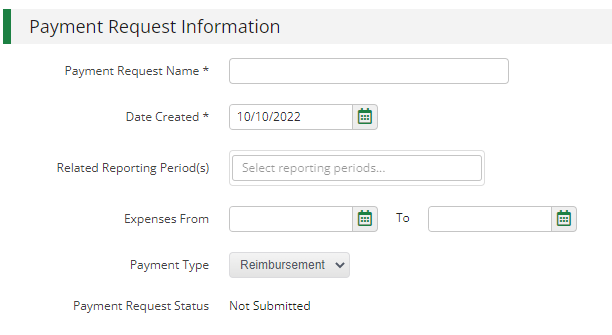 Payment Request Information
Payment Request Name *
Date Created * 10/10/2022
Related Reporting Period(s) Select reporting periods...
Expenses From To
Payment Type Reimbursement
Payment Request Status Not Submitted